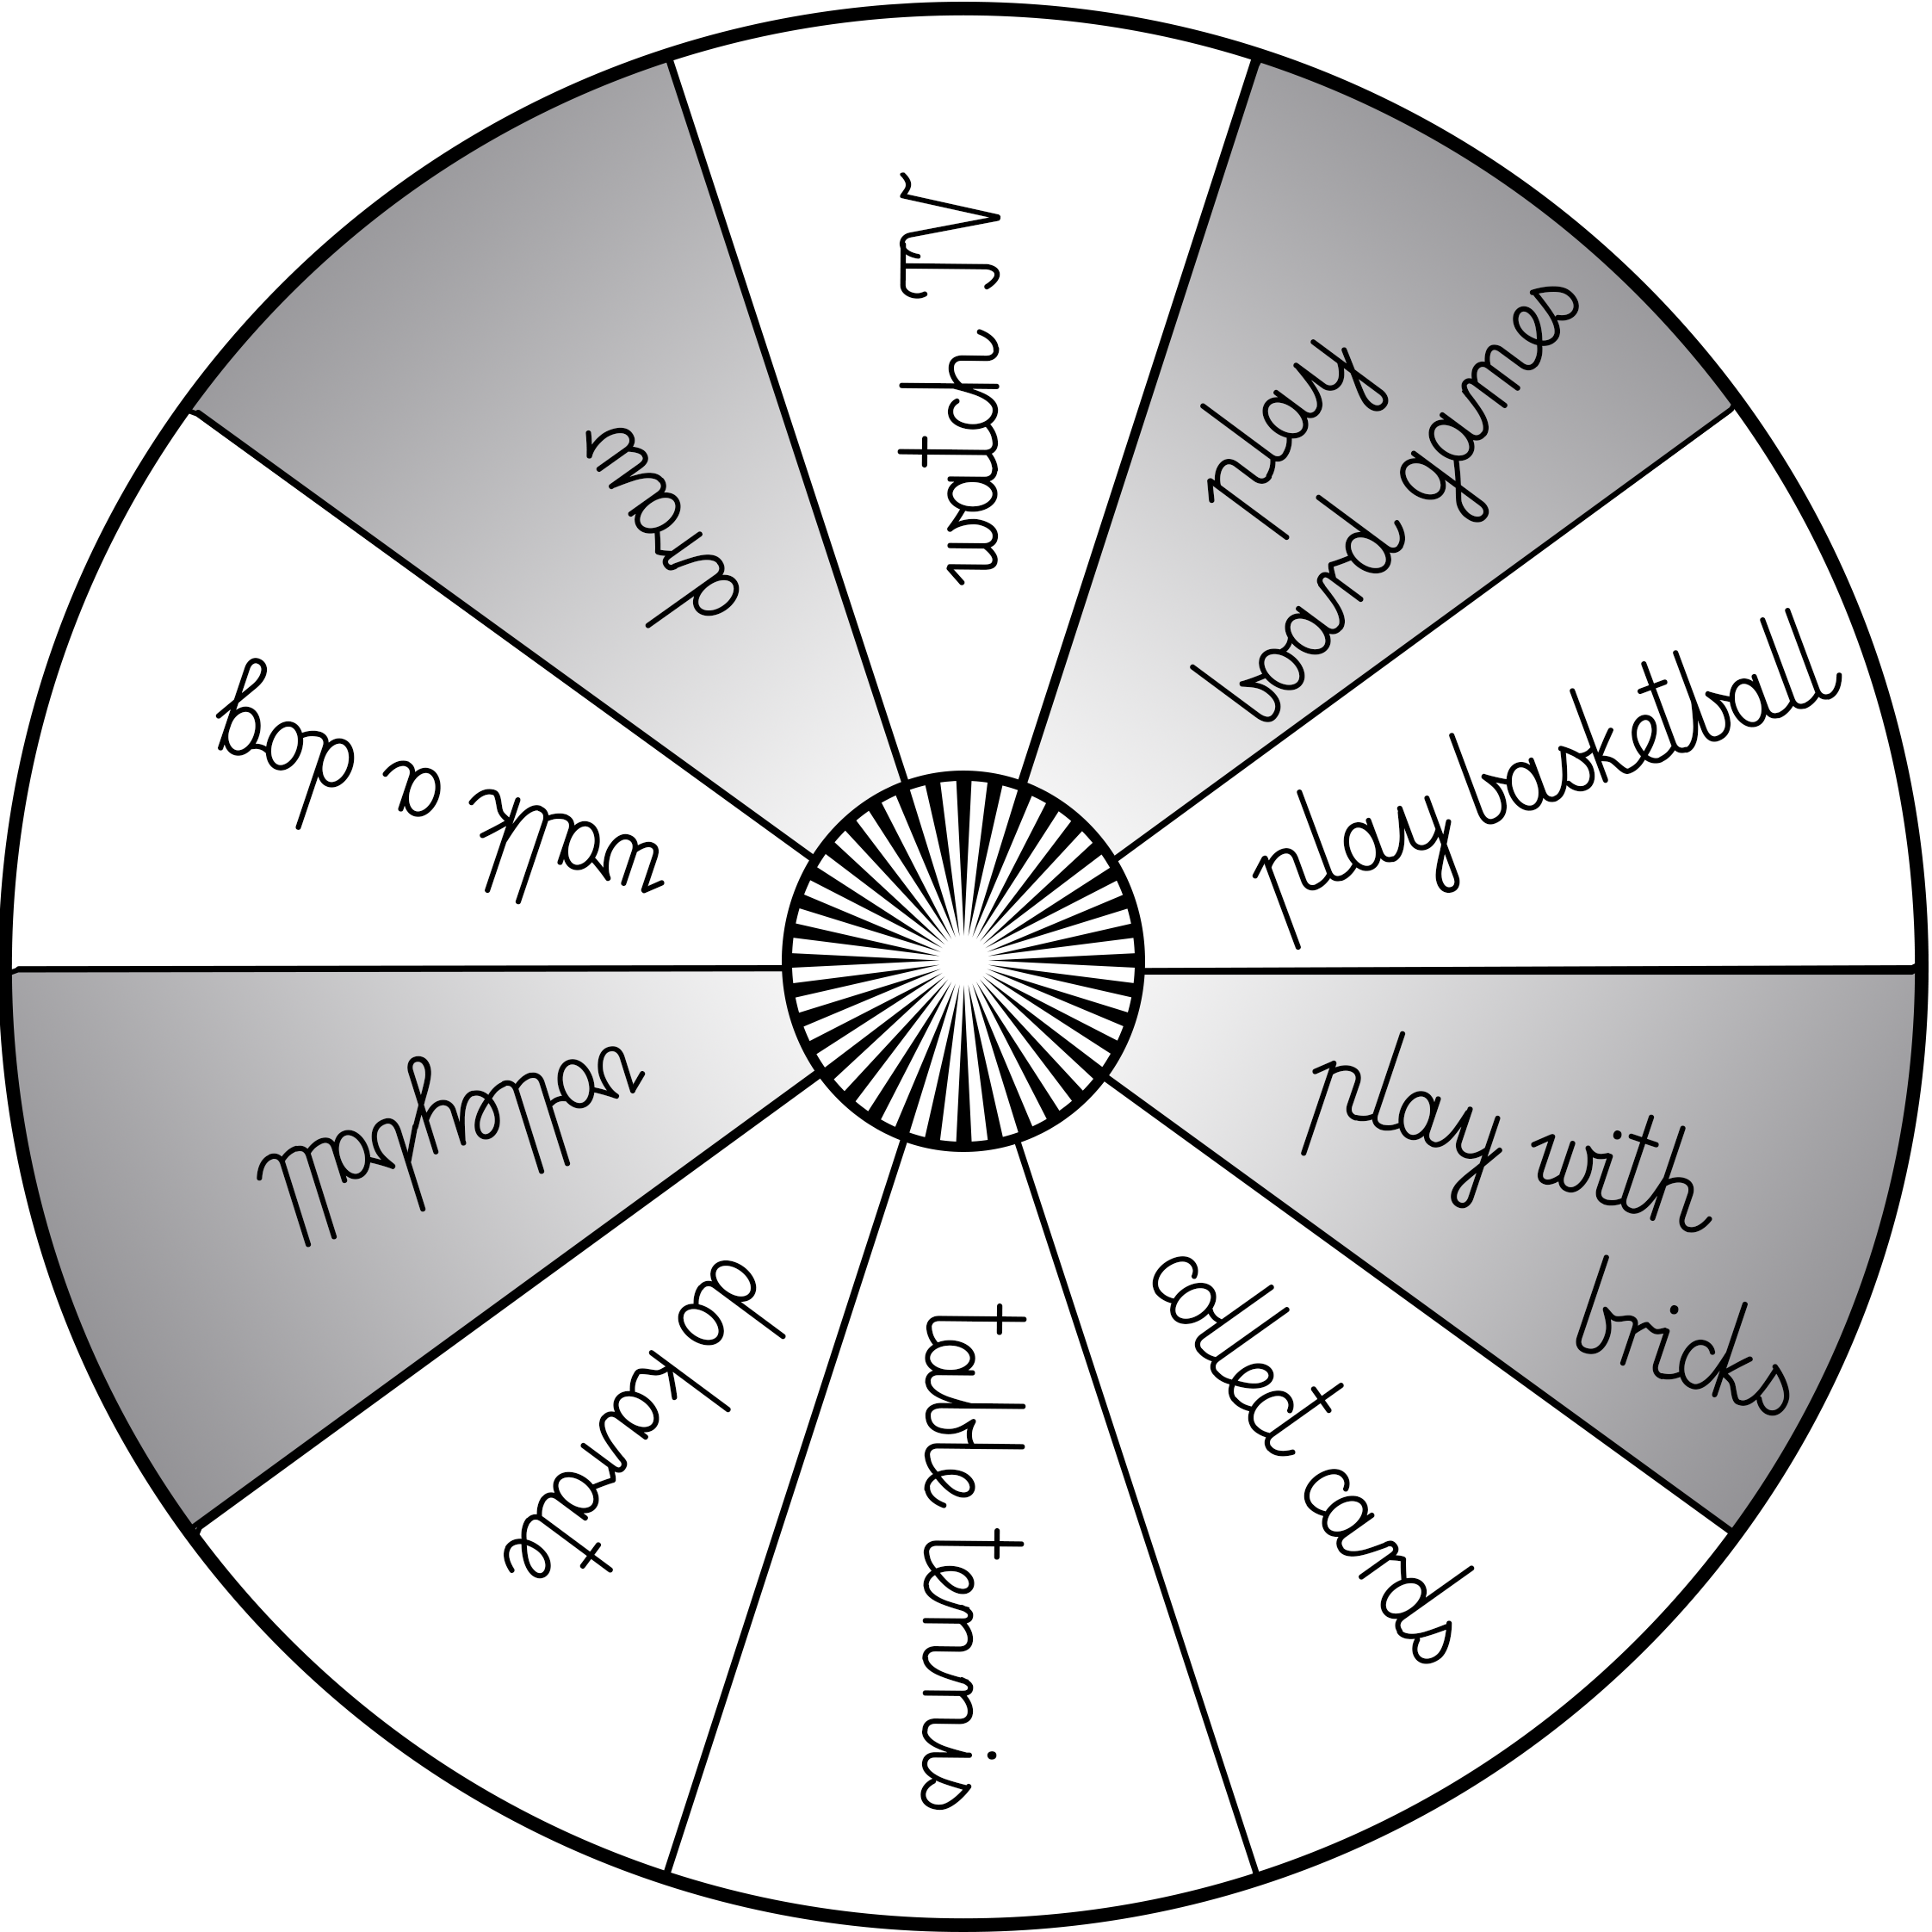 watch TV
play
board games
play basketball
play with
bricks
collect cards
table tennis
do karate
volleyball
walk a dog
draw